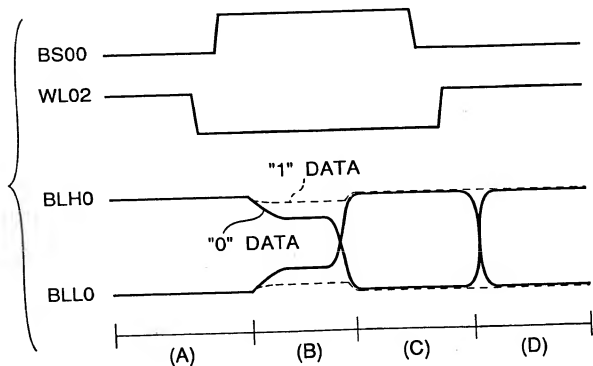 BS00
WL02
"1" DATA
BLH0
"0" DATA
BLL0
(A) (B) (C) (D)